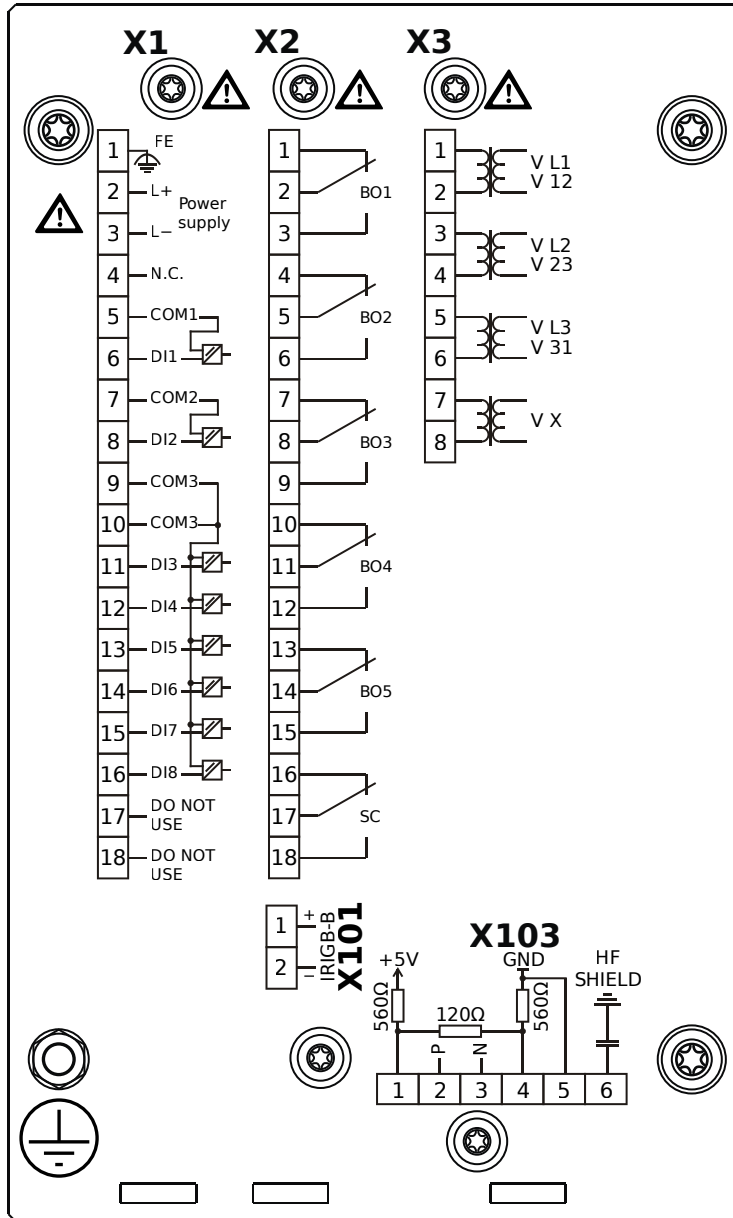 X1
X2
X3
1 FE
2 L+ Power supply
3 L−
4 N.C.
5 COM1
6 DI1
7 COM2
8 DI2
9 COM3
10 COM3
11 DI3
12 DI4
13 DI5
14 DI6
15 DI7
16 DI8
17 DO NOT
USE
18 DO NOT
USE
1
2 BO1
3
4
5 BO2
6
7
8 BO3
9
10
11 BO4
12
13
14 BO5
15
16
17 SC
18
1 V L1
2 V 12
3 V L2
4 V 23
5 V L3
6 V 31
7 V X
8
1 +
2 −
IRIGB-B
X101
X103
+5V
GND
HF
SHIELD
560Ω
120Ω
560Ω
P
N
1 2 3 4 5 6